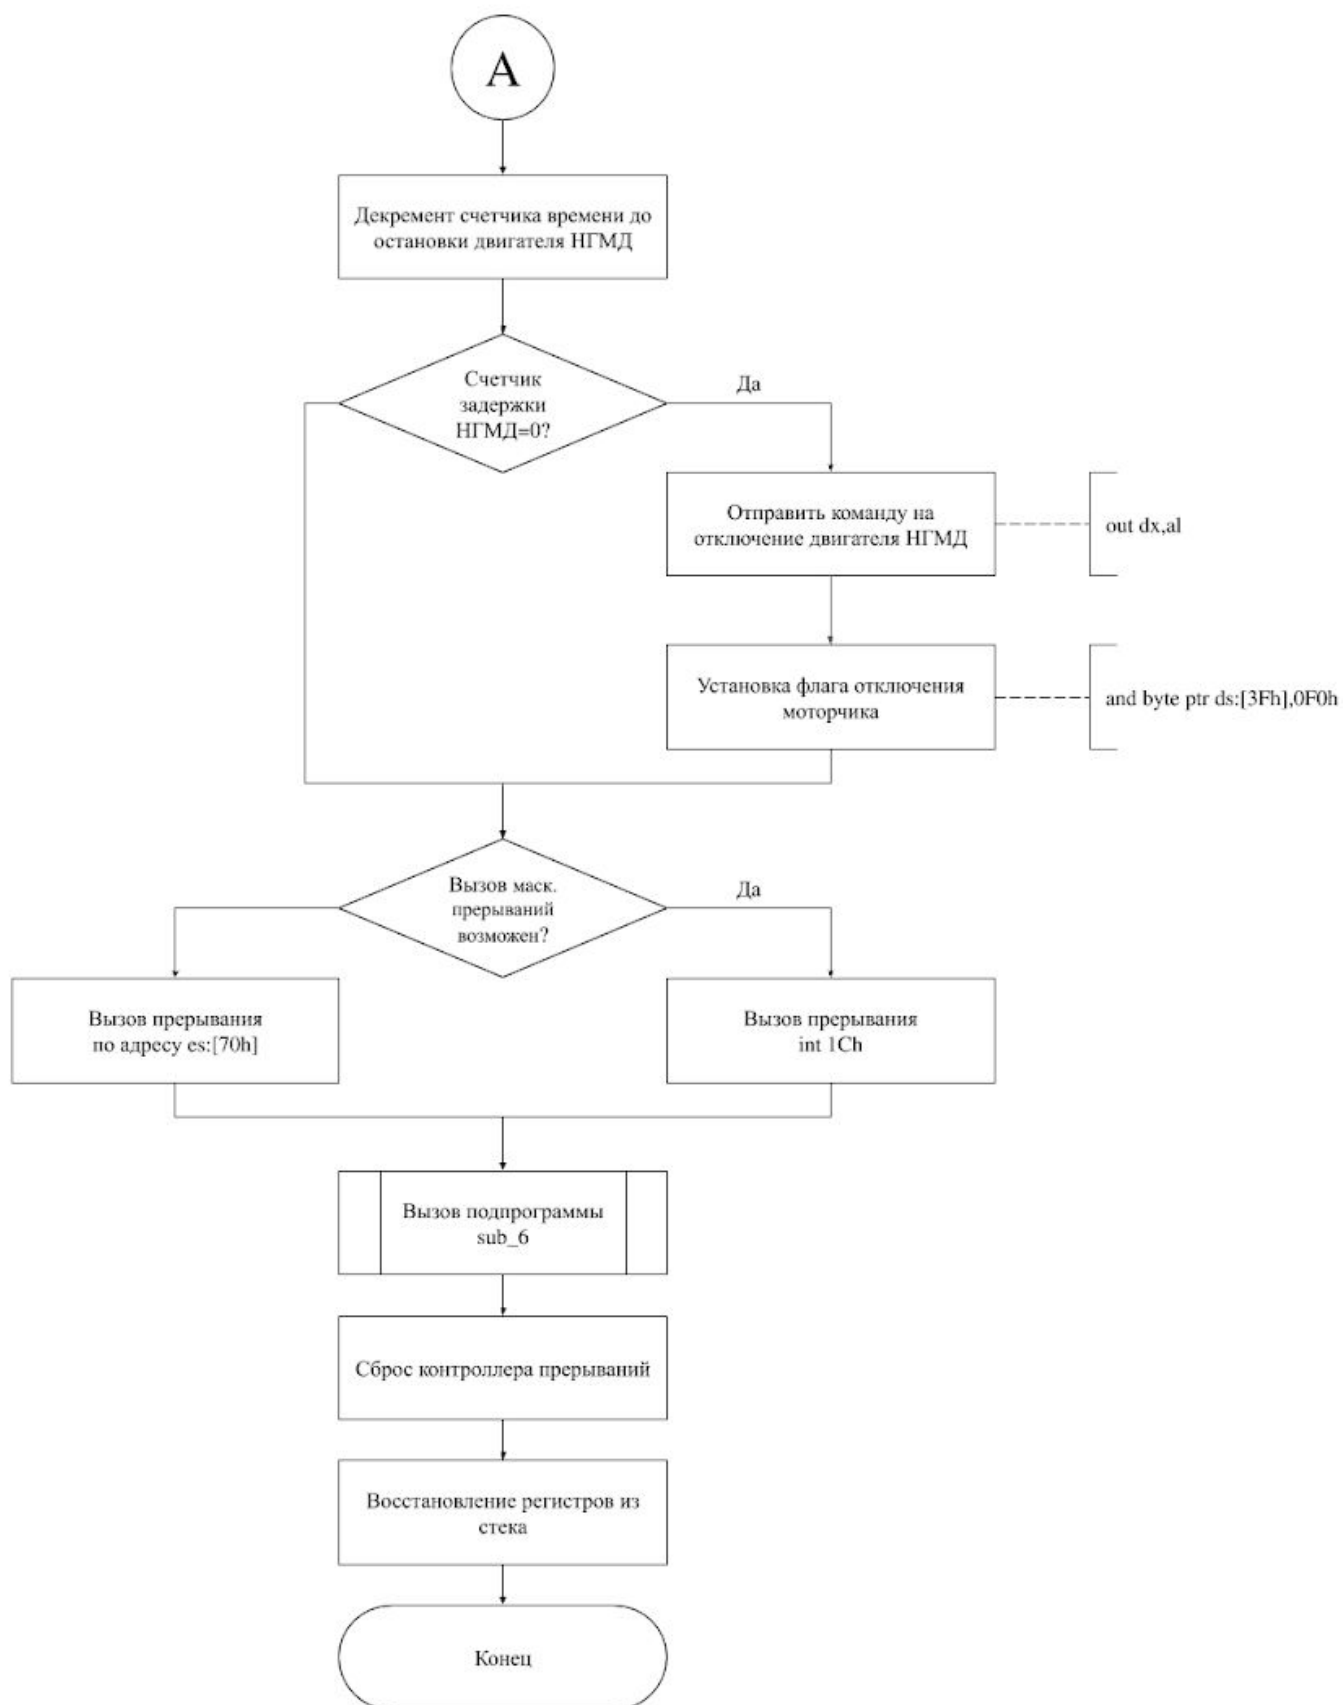 A
Декремент счетчика времени до
остановки двигателя НГМД
Счетчик
задержки
НГМД=0?
Да
Отправить команду на
отключение двигателя НГМД
out dx,al
Установка флага отключения
моторчика
and byte ptr ds:[3Fh],0F0h
Вызов маск.
прерываний
возможен?
Да
Вызов прерывания
по адресу es:[70h]
Вызов прерывания
int 1Ch
Вызов подпрограммы
sub_6
Сброс контроллера прерываний
Восстановление регистров из
стека
Конец